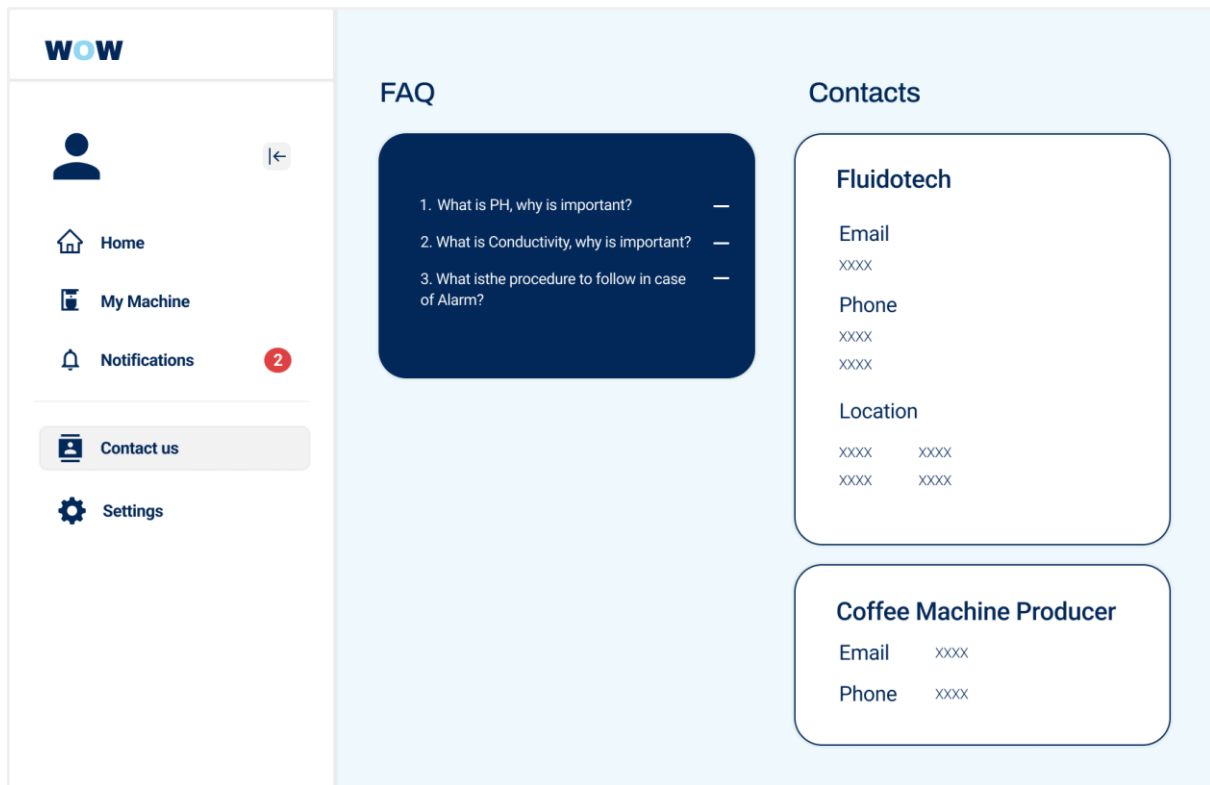 WOW
Home
My Machine
Notifications 2
Contact us
Settings
FAQ
1. What is PH, why is important?
2. What is Conductivity, why is important?
3. What isthe procedure to follow in case
of Alarm?
Contacts
Fluidotech
Email
XXXX
Phone
XXXX
XXXX
Location
XXXX XXXX
XXXX XXXX
Coffee Machine Producer
Email XXXX
Phone XXXX